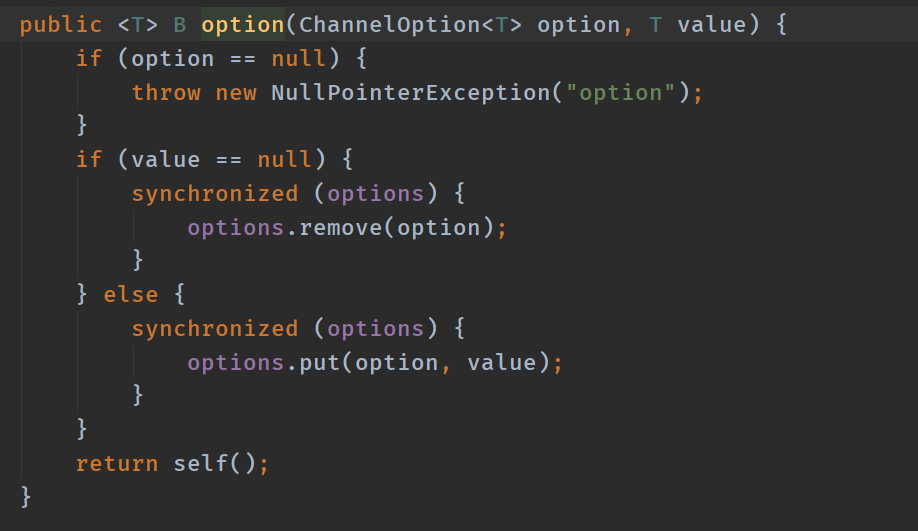 public <T> B option(ChannelOption<T> option, T value) {
    if (option == null) {
        throw new NullPointerException("option");
    }
    if (value == null) {
        synchronized (options) {
            options.remove(option);
        }
    } else {
        synchronized (options) {
            options.put(option, value);
        }
    }
    return self();
}